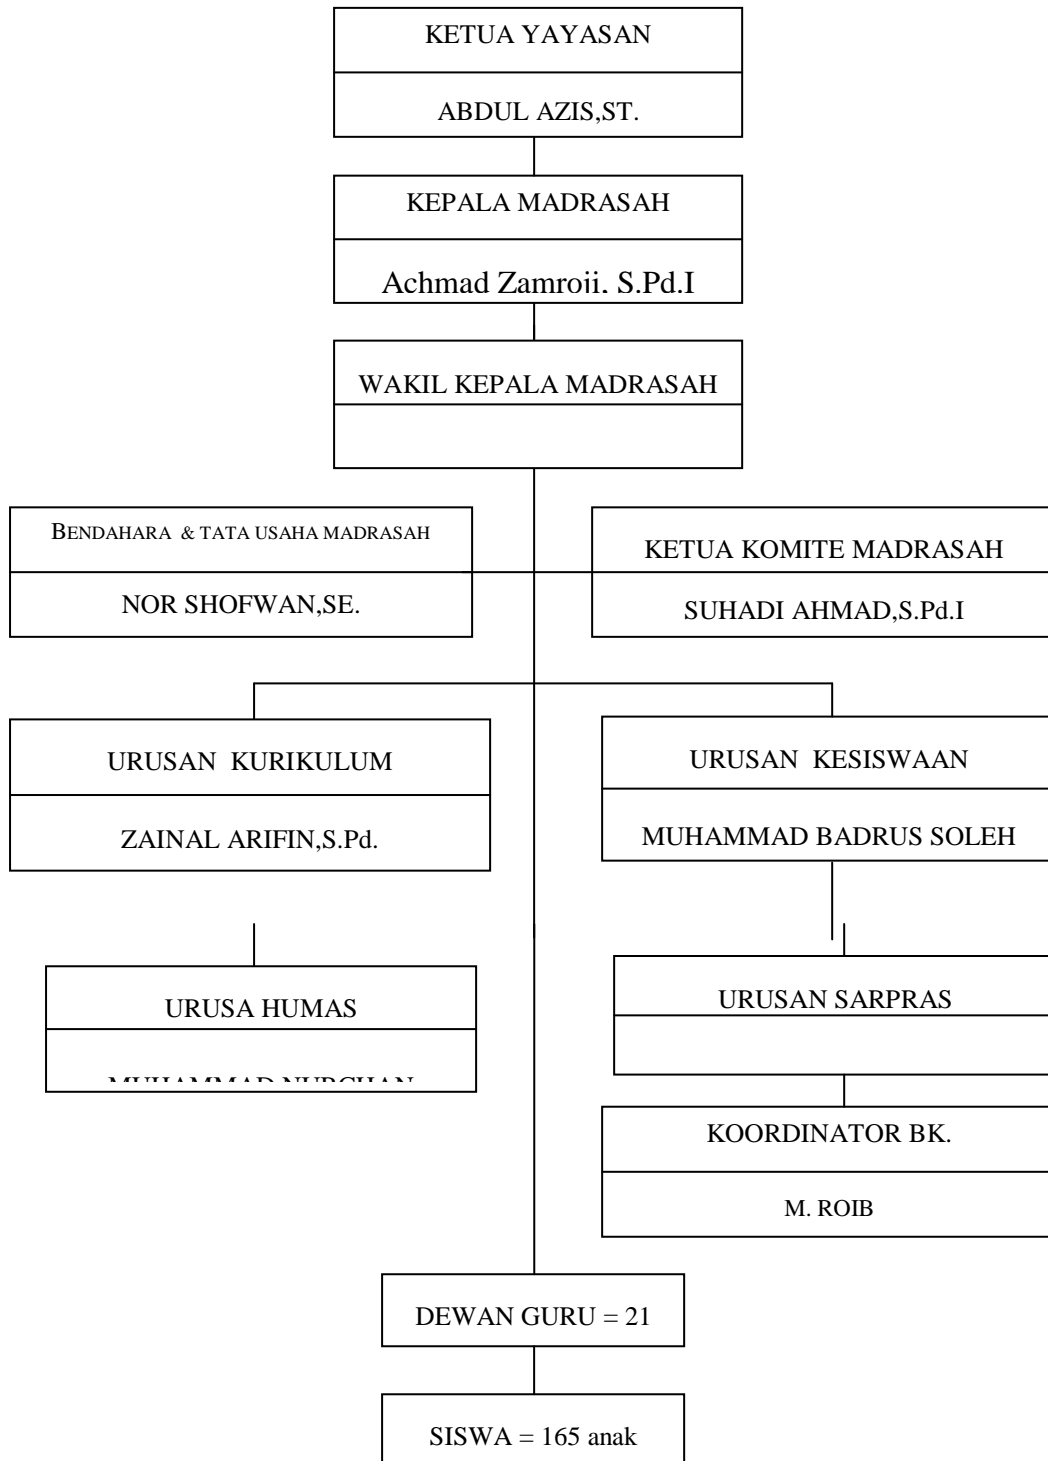 KETUA YAYASAN
ABDUL AZIS,ST.
KEPALA MADRASAH
Achmad Zamroji, S.Pd.I
WAKIL KEPALA MADRASAH
BENDAHARA & TATA USAHA MADRASAH
NOR SHOFWAN,SE.
KETUA KOMITE MADRASAH
SUHADI AHMAD,S.Pd.I
URUSAN KURIKULUM
ZAINAL ARIFIN,S.Pd.
URUSAN KESISWAAN
MUHAMMAD BADRUS SOLEH
URUSA HUMAS
MUHAMMAD
URUSAN SARPRAS
KOORDINATOR BK.
M. ROIB
DEWAN GURU = 21
SISWA = 165 anak